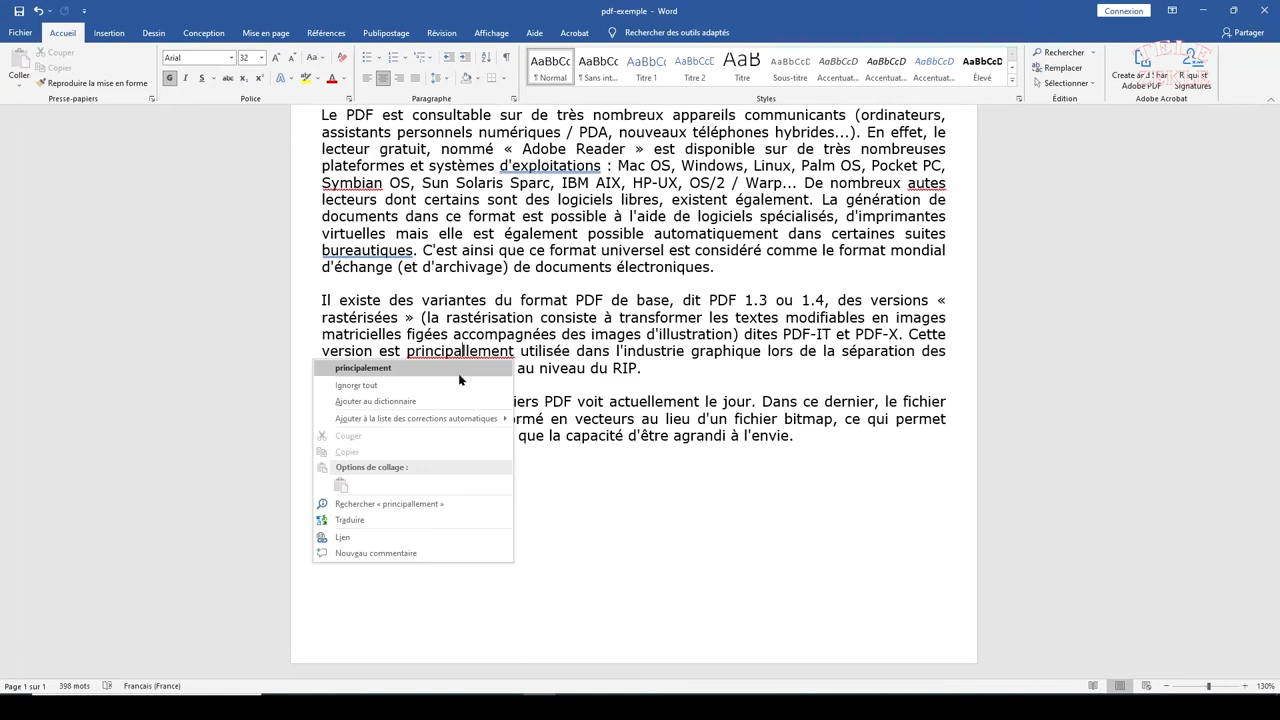 pdf-exemple - Word
Connexion
Fichier Accueil Insertion Dessin Conception Mise en page Références Publipostage Révision Affichage Aide Acrobat Rechercher des outils adaptés Partager
Coller
Couper
Copier
Reproduire la mise en forme
Presse-papiers
Arial 32
Police
Paragraphe
AaBbCc AaBbCc AaBbC AaBbCc AaB AaBbCc AaBbCc AaBbCc AaBbCc AaBbCc
¶ Normal ¶ Sans int... Titre 1 Titre 2 Titre Sous-titre Accentuat... Accentuat... Accentuat... Élevé
Styles
Rechercher
Remplacer
Sélectionner
Édition
Create and Share
Adobe PDF
Request
Signatures
Adobe Acrobat
Le PDF est consultable sur de très nombreux appareils communicants (ordinateurs,
assistants personnels numériques / PDA, nouveaux téléphones hybrides...). En effet, le
lecteur gratuit, nommé « Adobe Reader » est disponible sur de très nombreuses
plateformes et systèmes d'exploitations : Mac OS, Windows, Linux, Palm OS, Pocket PC,
Symbian OS, Sun Solaris Sparc, IBM AIX, HP-UX, OS/2 / Warp... De nombreux autes
lecteurs dont certains sont des logiciels libres, existent également. La génération de
documents dans ce format est possible à l'aide de logiciels spécialisés, d'imprimantes
virtuelles mais elle est également possible automatiquement dans certaines suites
bureautiques. C'est ainsi que ce format universel est considéré comme le format mondial
d'échange (et d'archivage) de documents électroniques.
Il existe des variantes du format PDF de base, dit PDF 1.3 ou 1.4, des versions «
rastérisées » (la rastérisation consiste à transformer les textes modifiables en images
matricielles figées accompagnées des images d'illustration) dites PDF-IT et PDF-X. Cette
version est principallement utilisée dans l'industrie graphique lors de la séparation des
au niveau du RIP.
iers PDF voit actuellement le jour. Dans ce dernier, le fichier
ormé en vecteurs au lieu d'un fichier bitmap, ce qui permet
que la capacité d'être agrandi à l'envie.
principalement
Ignorer tout
Ajouter au dictionnaire
Ajouter à la liste des corrections automatiques
Couper
Copier
Options de collage :
Rechercher « principallement »
Traduire
Lien
Nouveau commentaire
Page 1 sur 1 398 mots Français (France) 130%